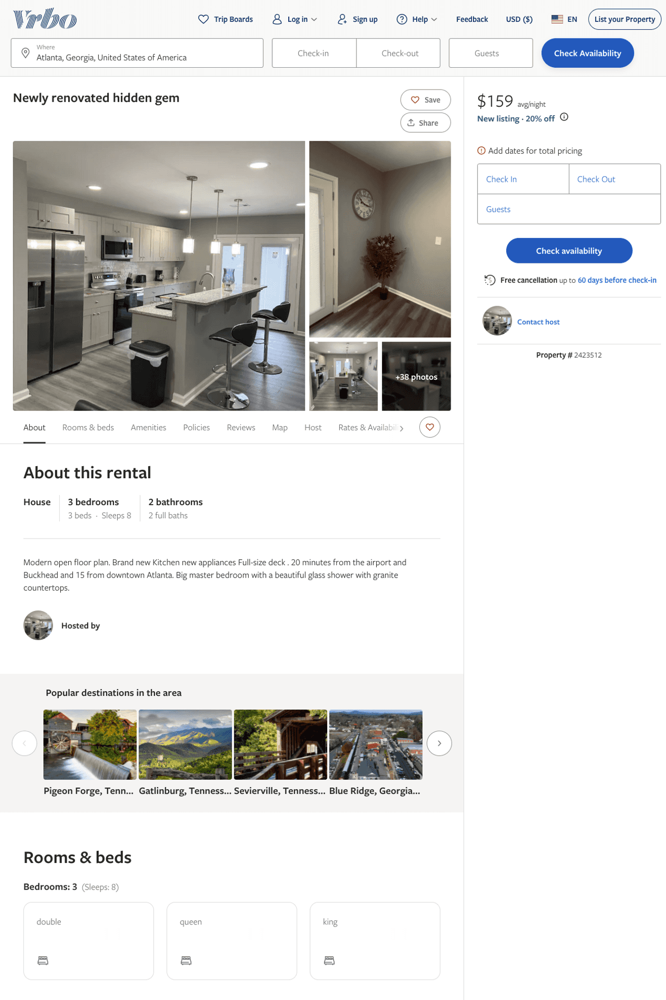 Vrbo
Trip Boards
Log in
Sign up
Help
Feedback
USD ($)
EN
List your Property
Where
Atlanta, Georgia, United States of America
Check-in
Check-out
Guests
Check Availability
Newly renovated hidden gem
Save
Share
$159 avg/night
New listing · 20% off
Add dates for total pricing
Check In
Check Out
Guests
Check availability
Free cancellation up to 60 days before check-in
Contact host
Property # 2423512
+38 photos
About
Rooms & beds
Amenities
Policies
Reviews
Map
Host
Rates & Availabili
About this rental
House
3 bedrooms
3 beds · Sleeps 8
2 bathrooms
2 full baths
Modern open floor plan. Brand new Kitchen new appliances Full-size deck . 20 minutes from the airport and
Buckhead and 15 from downtown Atlanta. Big master bedroom with a beautiful glass shower with granite
countertops.
Hosted by
Popular destinations in the area
Pigeon Forge, Tenn...
Gatlinburg, Tenness...
Sevierville, Tenness...
Blue Ridge, Georgia...
Rooms & beds
Bedrooms: 3 (Sleeps: 8)
double
queen
king